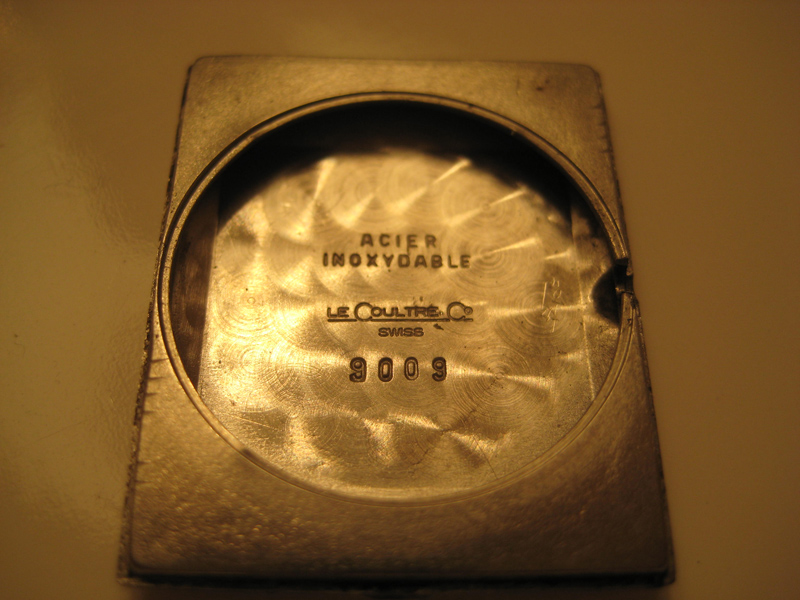 ACIER
INOXYDABLE
LE COULTRE Co
SWISS
9009